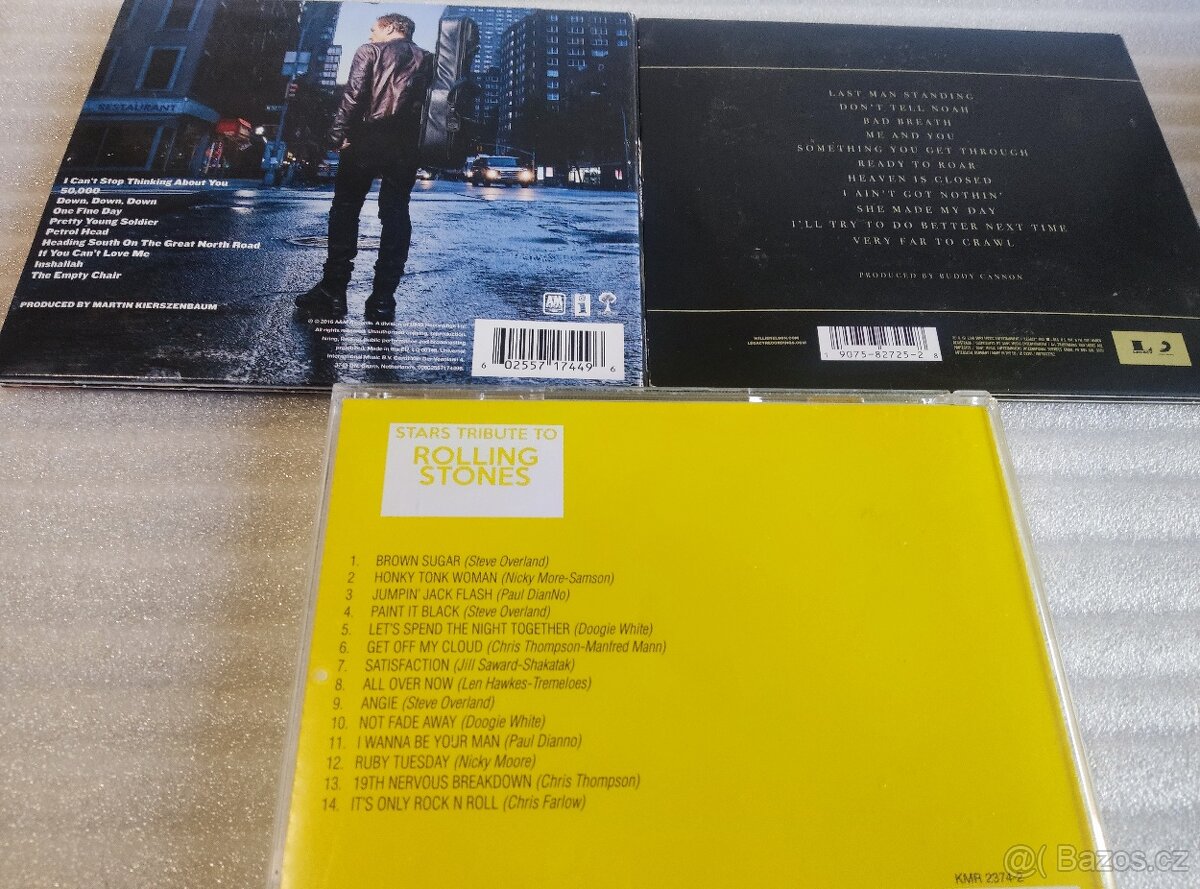 RESTAURANT
I Can't Stop Thinking About You
50,000
Down, Down, Down
One Fine Day
Pretty Young Soldier
Petrol Head
Heading South On The Great North Road
If You Can't Love Me
Inshallah
The Empty Chair
PRODUCED BY MARTIN KIERSZENBAUM
6 02557 17449 6
LAST MAN STANDING
DON'T TELL NOAH
BAD BREATH
ME AND YOU
SOMETHING YOU GET THROUGH
READY TO ROAR
HEAVEN IS CLOSED
I AIN'T GOT NOTHIN'
SHE MADE MY DAY
I'LL TRY TO DO BETTER NEXT TIME
VERY FAR TO CRAWL
PRODUCED BY BUDDY CANNON
1 9075-82725-2 8
WILLIENELSON.COM
LEGACYRECORDINGS.COM
STARS TRIBUTE TO
ROLLING
STONES
1. BROWN SUGAR (Steve Overland)
2 HONKY TONK WOMAN (Nicky More-Samson)
3 JUMPIN' JACK FLASH (Paul DianNo)
4. PAINT IT BLACK (Steve Overland)
5. LET'S SPEND THE NIGHT TOGETHER (Doogie White)
6. GET OFF MY CLOUD (Chris Thompson-Manfred Mann)
7. SATISFACTION (Jill Saward-Shakatak)
8. ALL OVER NOW (Len Hawkes-Tremeloes)
9. ANGIE (Steve Overland)
10. NOT FADE AWAY (Doogie White)
11. I WANNA BE YOUR MAN (Paul Dianno)
12. RUBY TUESDAY (Nicky Moore)
13. 19TH NERVOUS BREAKDOWN (Chris Thompson)
14. IT'S ONLY ROCK N ROLL (Chris Farlow)
KMR 2374-2
@( Bazos.cz